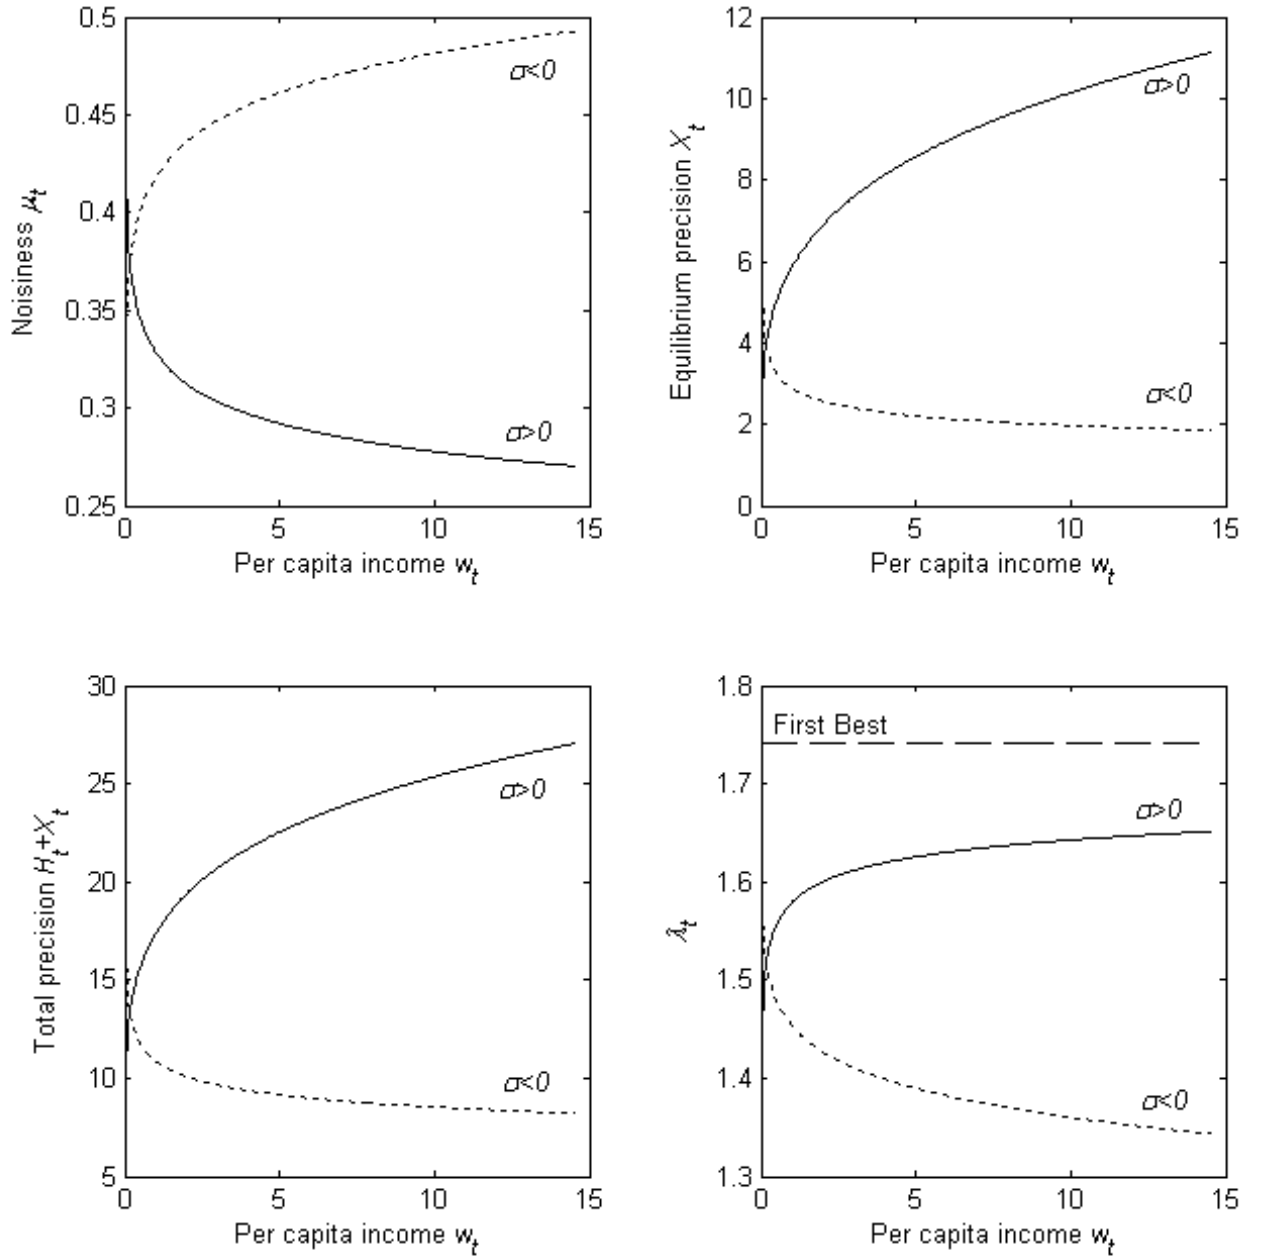 0.5
0.45
0.4
0.35
0.3
0.25
0
5
10
15
Noisiness μt
Per capita income wt
σ<0
σ>0
12
10
8
6
4
2
0
0
5
10
15
Equilibrium precision Xt
Per capita income wt
σ>0
σ<0
30
25
20
15
10
5
0
5
10
15
Total precision Ht+Xt
Per capita income wt
σ>0
σ<0
1.8
1.7
1.6
1.5
1.4
1.3
0
5
10
15
λ̂t
Per capita income wt
First Best
σ>0
σ<0